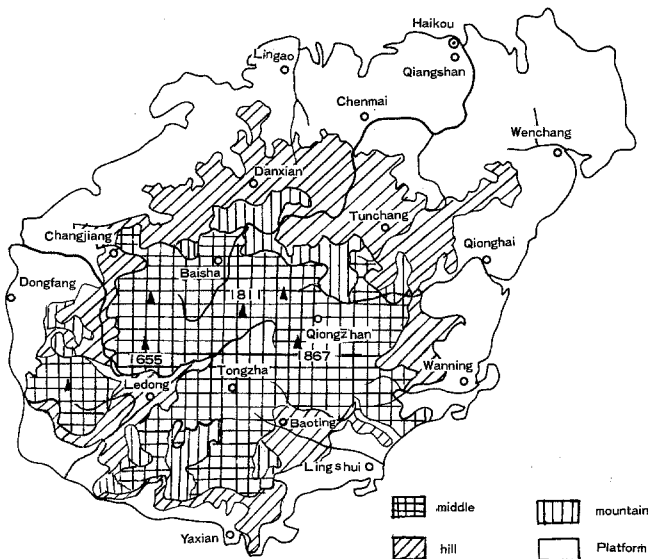 Haikou
Lingao
Qiangshan
Chenmai
Wenchang
Danxian
Tunchang
Changjiang
Qionghai
Baisha
Dongfang
1811
Qiongzhan
1655
1867
Wanning
Tongzha
Ledong
Baoting
Lingshui
middle
mountain
hill
Platform
Yaxian